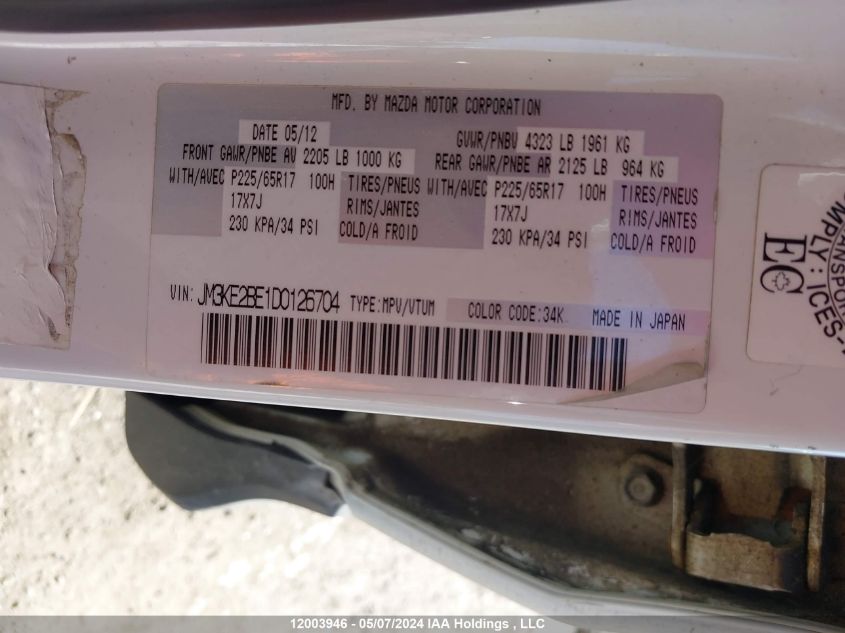 MFD. BY MAZDA MOTOR CORPORATION
DATE 05/12 GVWR/PNBV 4323 LB 1961 KG
FRONT GAWR/PNBE AV 2205 LB 1000 KG REAR GAWR/PNBE AR 2125 LB 964 KG
WITH/AVEC P225/65R17 100H TIRES/PNEUS WITH/AVEC P225/65R17 100H TIRES/PNEUS
17X7J RIMS/JANTES 17X7J RIMS/JANTES
230 KPA/34 PSI COLD/A FROID 230 KPA/34 PSI COLD/A FROID
VIN: JM3KE2BE1D0126704 TYPE:MPV/VTUM COLOR CODE:34K MADE IN JAPAN
EC
12003946 - 05/07/2024 IAA Holdings , LLC